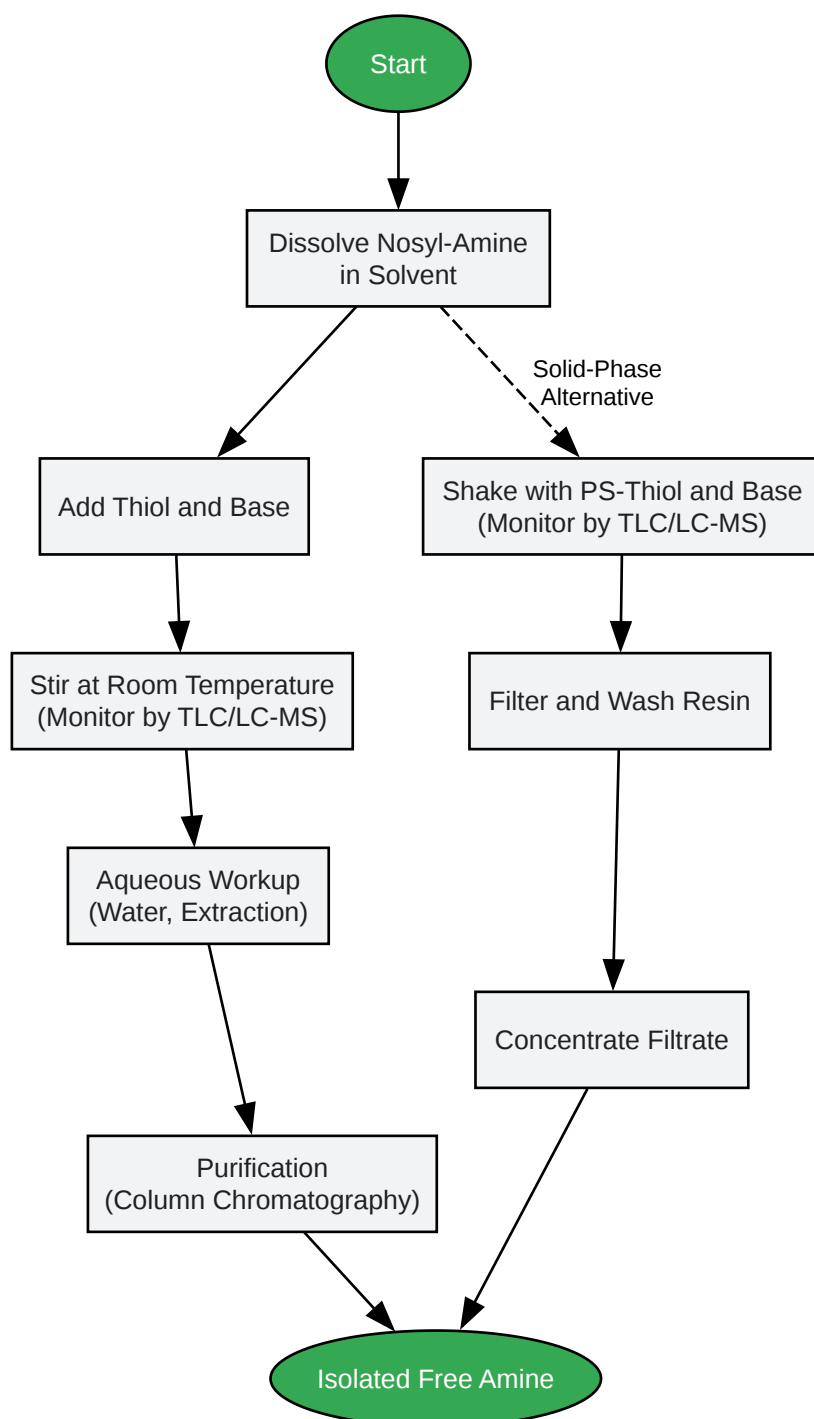 Start
Dissolve Nosyl-Amine
in Solvent
Solid-Phase
Alternative
Add Thiol and Base
Shake with PS-Thiol and Base
(Monitor by TLC/LC-MS)
Stir at Room Temperature
(Monitor by TLC/LC-MS)
Filter and Wash Resin
Aqueous Workup
(Water, Extraction)
Concentrate Filtrate
Purification
(Column Chromatography)
Isolated Free Amine